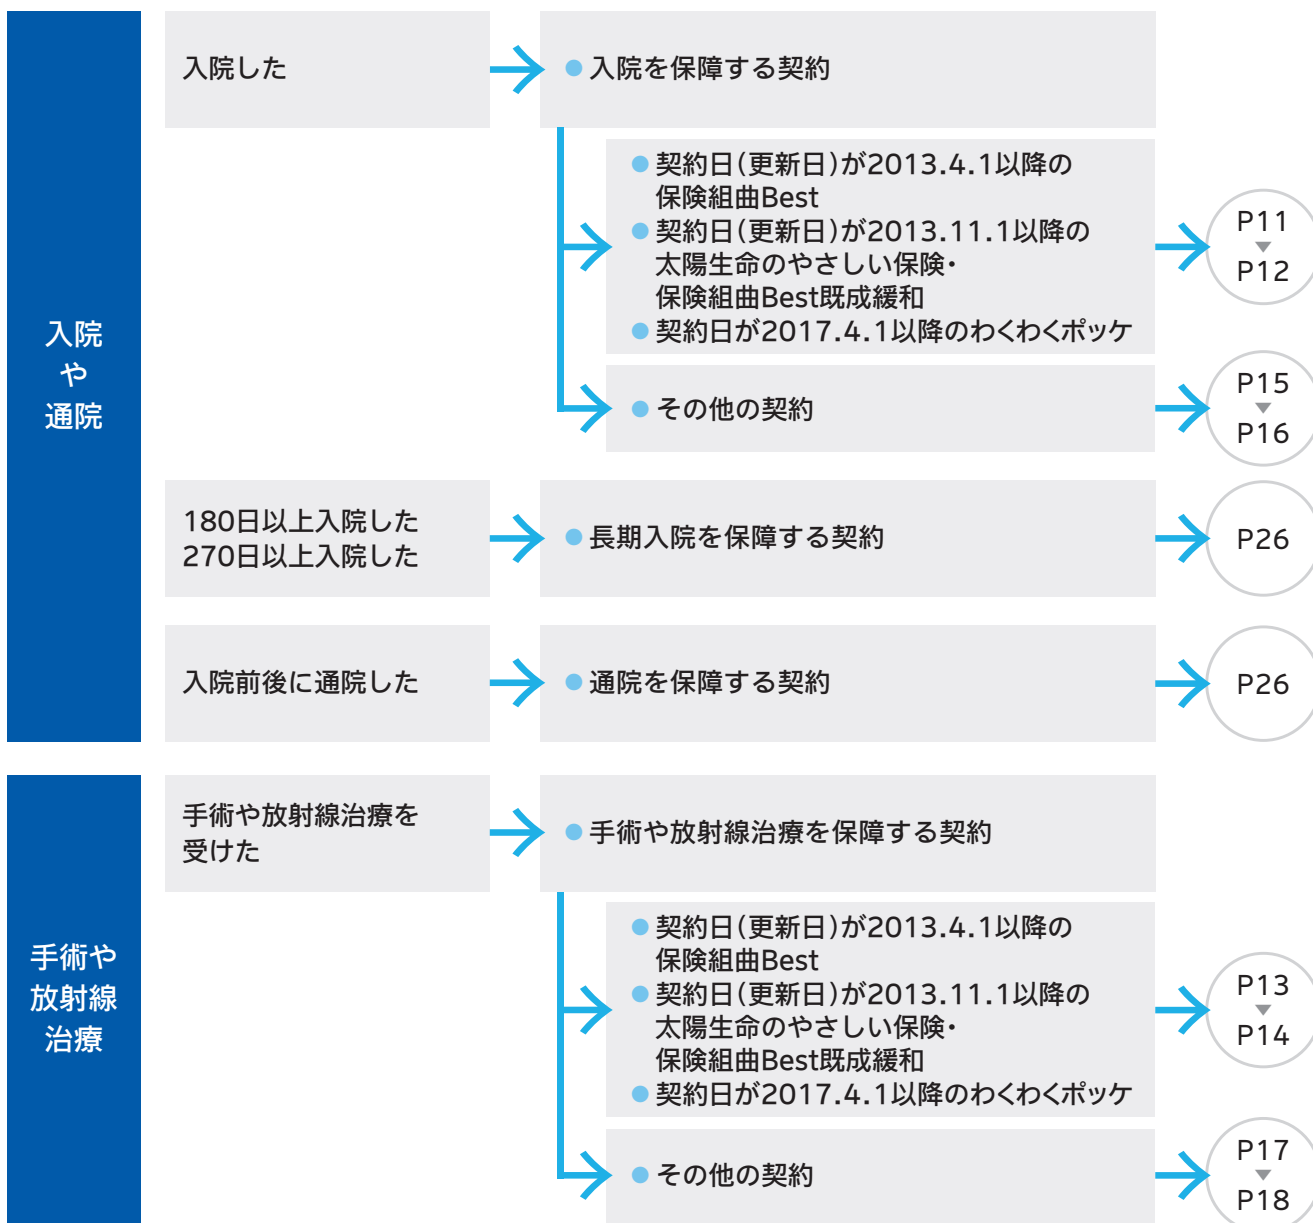 入院
や
通院
入院した
● 入院を保障する契約
● 契約日(更新日)が2013.4.1以降の
保険組曲Best
● 契約日(更新日)が2013.11.1以降の
太陽生命のやさしい保険・
保険組曲Best既成緩和
● 契約日が2017.4.1以降のわくわくポッケ
P11
▼
P12
● その他の契約
P15
▼
P16
180日以上入院した
270日以上入院した
● 長期入院を保障する契約
P26
入院前後に通院した
● 通院を保障する契約
P26
手術や
放射線
治療
手術や放射線治療を
受けた
● 手術や放射線治療を保障する契約
● 契約日(更新日)が2013.4.1以降の
保険組曲Best
● 契約日(更新日)が2013.11.1以降の
太陽生命のやさしい保険・
保険組曲Best既成緩和
● 契約日が2017.4.1以降のわくわくポッケ
P13
▼
P14
● その他の契約
P17
▼
P18